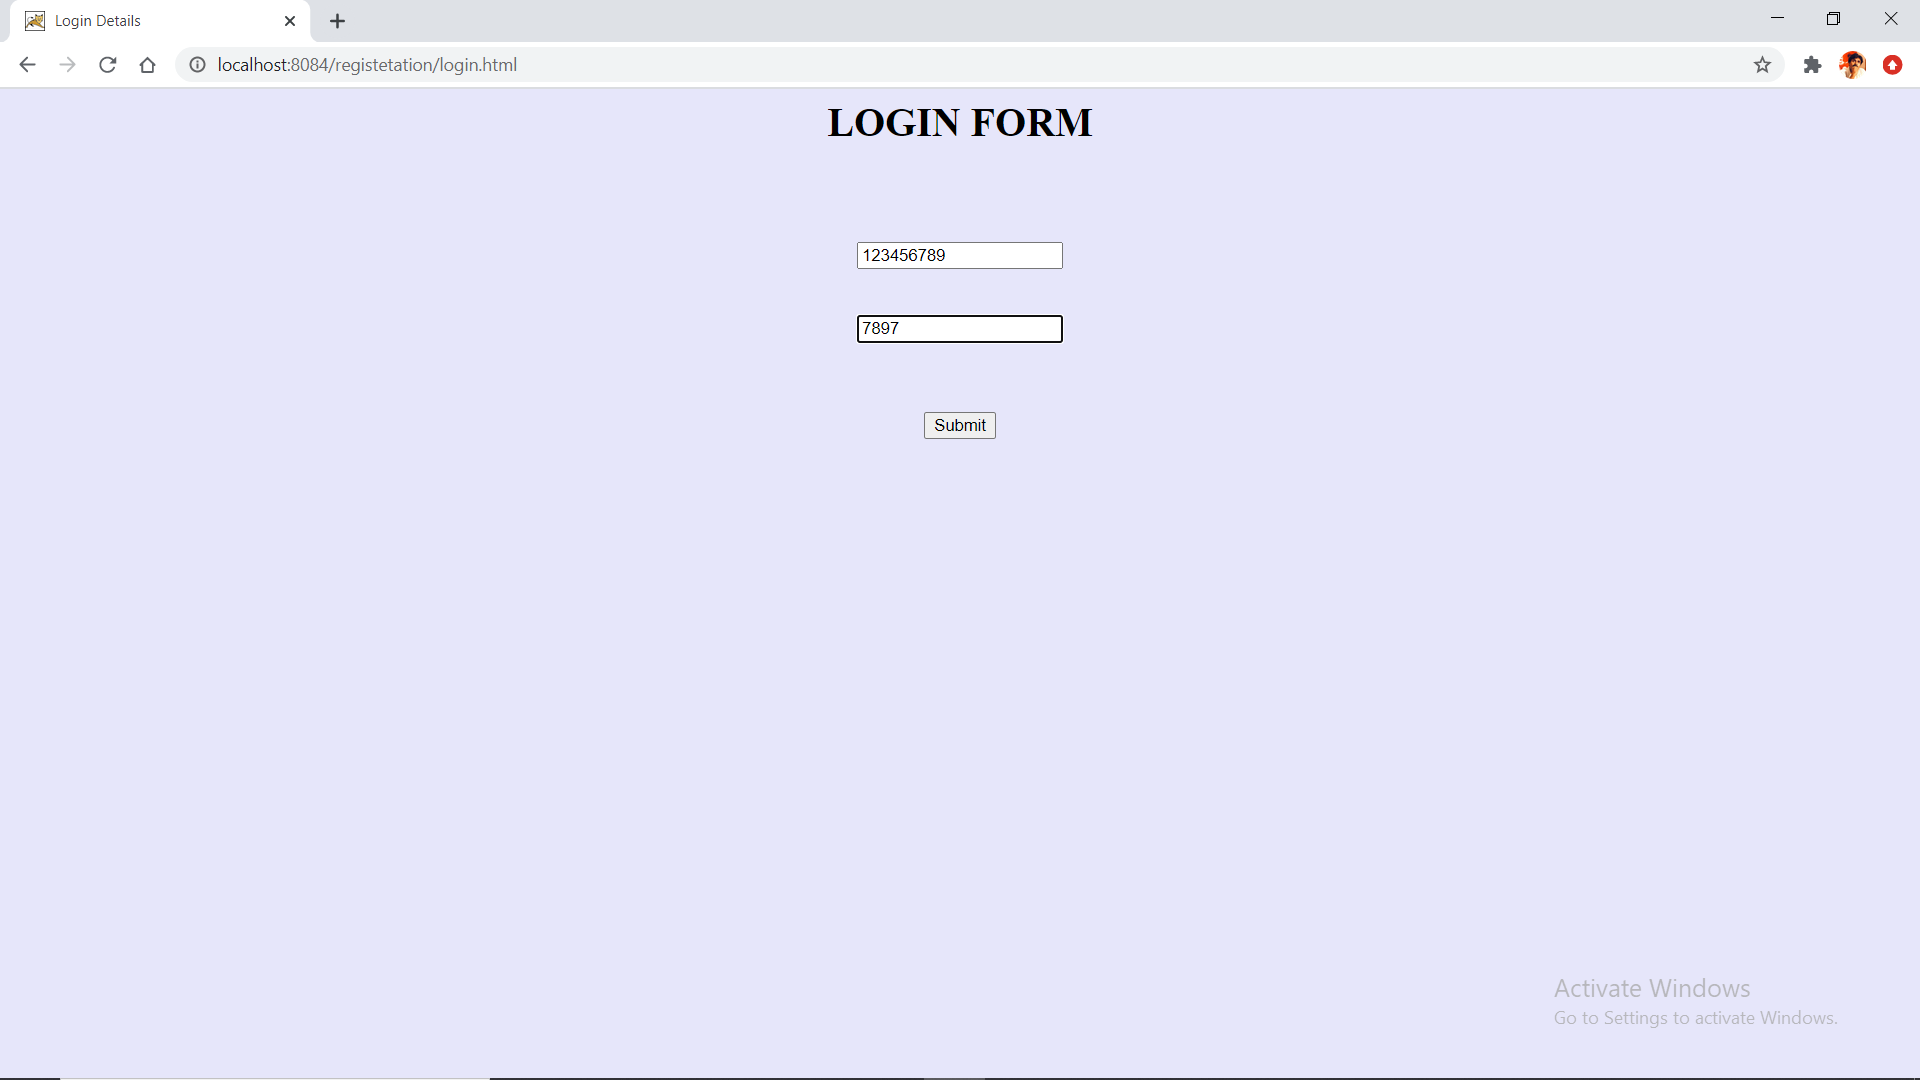 Login Details
localhost:8084/registetation/login.html
LOGIN FORM
123456789
7897
Submit
Activate Windows
Go to Settings to activate Windows.